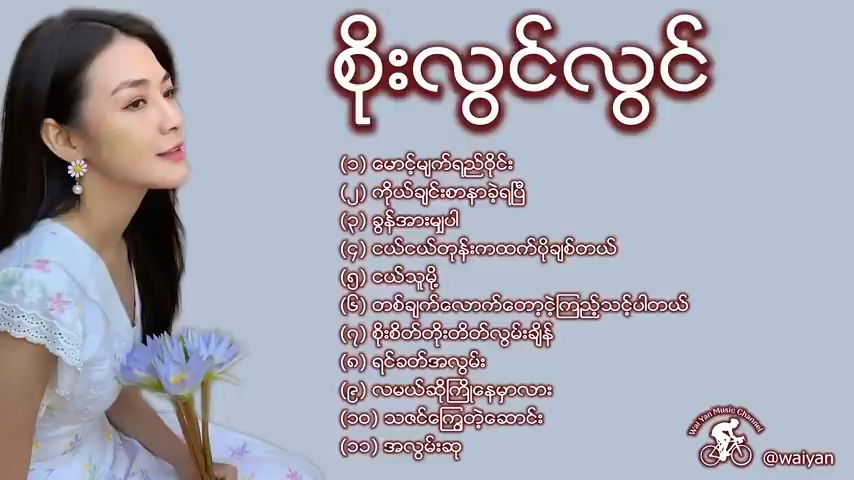 စိုးလွင်လွင်
(၁) မောင့်မျက်ရည်ဝိုင်း
(၂) ကိုယ်ချင်းစာနာခဲ့ရပြီ
(၃) ခွန်အားမျှပါ
(၄) ငယ်ငယ်တုန်းကထက်ပိုချစ်တယ်
(၅) ငယ်သူမို့
(၆) တစ်ချက်လောက်တော့ငဲ့ကြည့်သင့်ပါတယ်
(၇) စိုးစိတ်တိုးတိတ်လွမ်းချိန်
(၈) ရင်ခတ်အလွမ်း
(၉) လမယ်ဆိုကြိုနေမှာလား
(၁၀) သဇင်ကြွေတဲ့ဆောင်း
(၁၁) အလွမ်းဆု
Wai Yan Music Channel
@waiyan